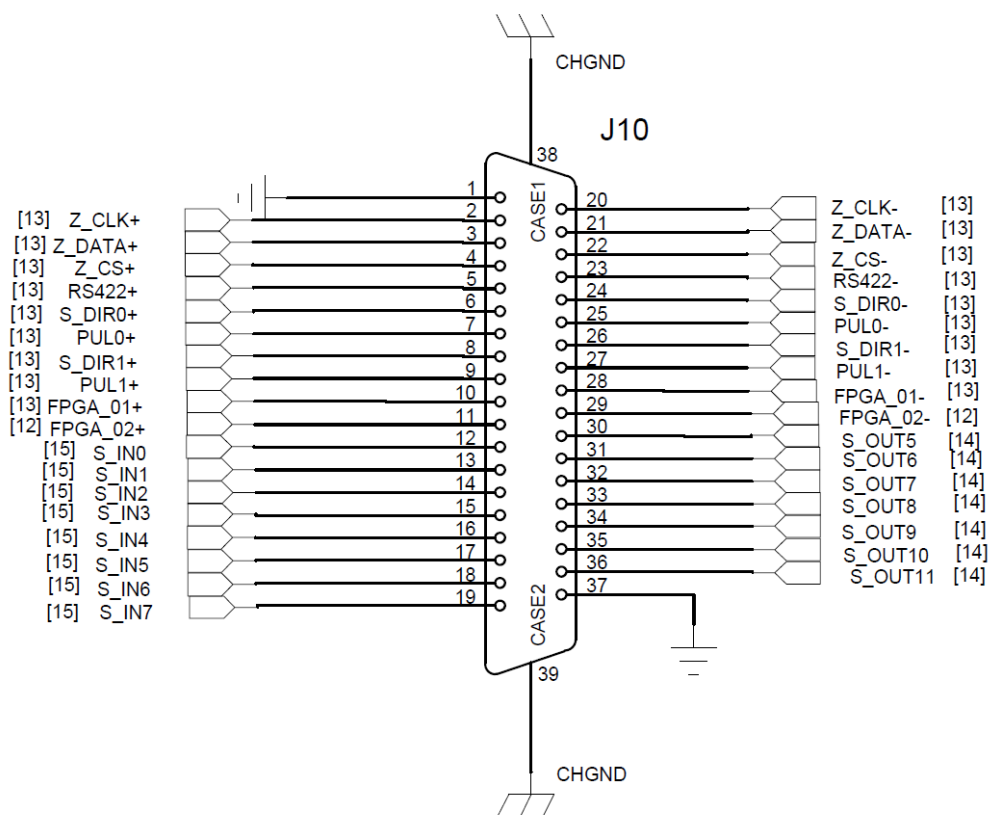 CHGND
J10
38
CASE1
1
[13] Z_CLK+ 2
[13] Z_DATA+ 3
[13] Z_CS+ 4
[13] RS422+ 5
[13] S_DIR0+ 6
[13] PUL0+ 7
[13] S_DIR1+ 8
[13] PUL1+ 9
[13] FPGA_01+ 10
[12] FPGA_02+ 11
[15] S_IN0 12
[15] S_IN1 13
[15] S_IN2 14
[15] S_IN3 15
[15] S_IN4 16
[15] S_IN5 17
[15] S_IN6 18
[15] S_IN7 19
20 Z_CLK- [13]
21 Z_DATA- [13]
22 Z_CS- [13]
23 RS422- [13]
24 S_DIR0- [13]
25 PUL0- [13]
26 S_DIR1- [13]
27 PUL1- [13]
28 FPGA_01- [13]
29 FPGA_02- [12]
30 S_OUT5 [14]
31 S_OUT6 [14]
32 S_OUT7 [14]
33 S_OUT8 [14]
34 S_OUT9 [14]
35 S_OUT10 [14]
36 S_OUT11 [14]
37
CASE2
39
CHGND